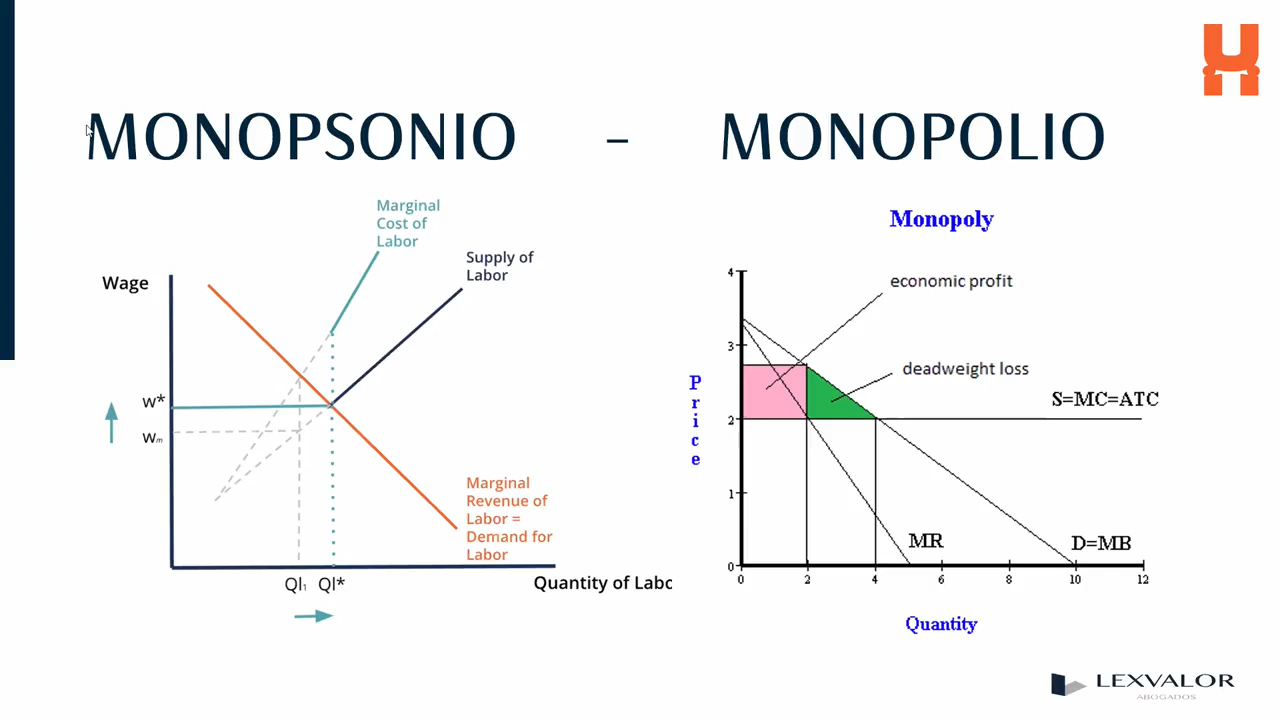 MONOPSONIO – MONOPOLIO
Marginal
Cost of
Labor
Supply of
Labor
Wage
w*
wm
Marginal
Revenue of
Labor =
Demand for
Labor
Ql1 Ql*
Quantity of Labo
Monopoly
economic profit
deadweight loss
S=MC=ATC
Price
4
3
2
1
0
MR
D=MB
0 2 4 6 8 10 12
Quantity
LEXVALOR
ABOGADOS